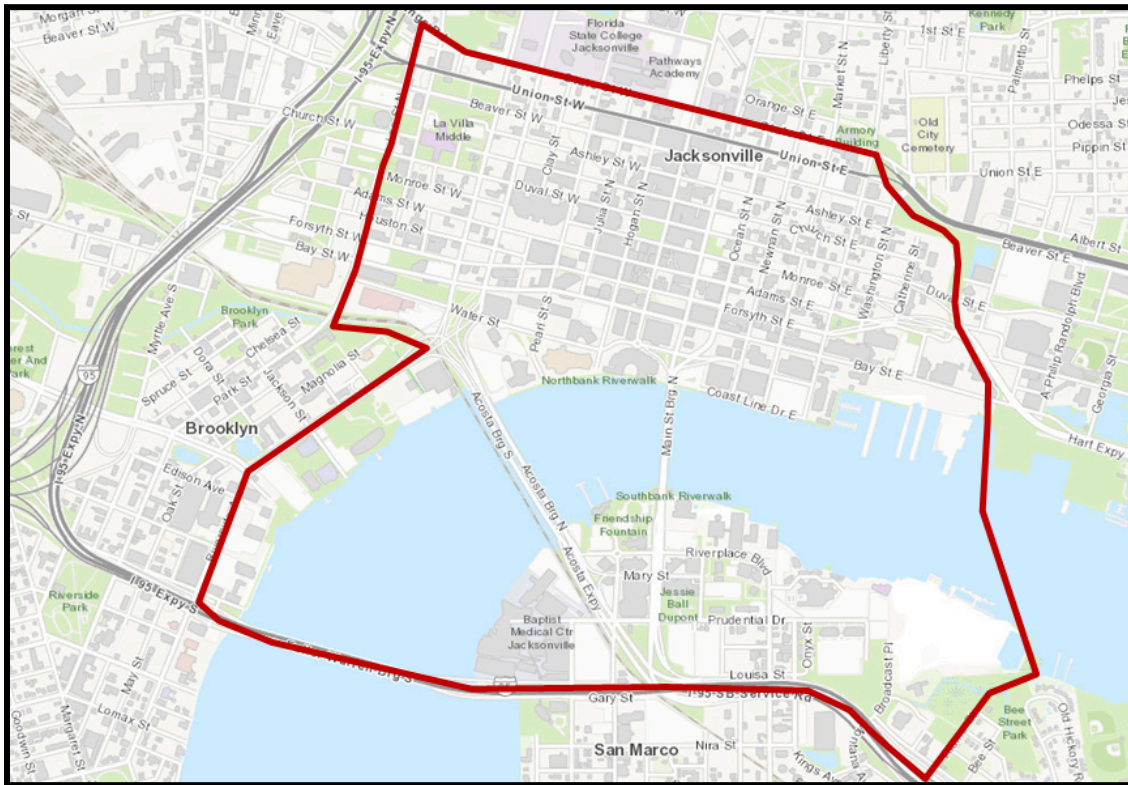 Morgan St
Beaver St W
I-95-Expy-N
Florida
State College
Jacksonville
Pathways
Academy
Market St N
Liberty St
Kennedy
Park
1st St E
Palmetto St
Phelps St
Odessa St
Pippin St
Union St E
Albert St
Church St W
La Villa
Middle
Union St W
Beaver St W
Clay St
Ashley St W
Duval St W
Monroe St W
Adams St W
Houston St
Forsyth St W
Bay St W
Julia St N
Hogan St N
Jacksonville
Orange St E
Armory
Building
Old
City
Cemetery
Union St E
Beaver St E
Ocean St N
Newnan St N
Ashley St E
Church St E
Monroe St E
Adams St E
Forsyth St E
Washington St N
Catherine St
Duval St E
A Philip Randolph Blvd
Georgia St
Bay St E
Hart Expy
Myrtle Ave S
Brooklyn
Park
Chelsea St
Dora St
Spruce St
Park St
Jackson St
Magnolia St
95
Brooklyn
I-95-Expy-N
Edison Ave
Oak St
Water St
Pearl St S
Northbank Riverwalk
Coast Line Dr E
Main St Brg N
Acosta Brg S
Acosta Brg N
Acosta Expy
Southbank Riverwalk
Friendship
Fountain
Riverplace Blvd
Mary St
Jessie
Ball
Dupont
Prudential Dr
Baptist
Medical Ctr
Jacksonville
Onyx St
Broadcast Pl
Louisa St
Gary St
I-95-SB-Service Rd
San Marco
Nira St
Kings Ave
Bee St
Bee
Street
Park
Old Hickory
Riverside
Park
I-95-Expy-S
May St
Lomax St
Margaret St
Goodwin St